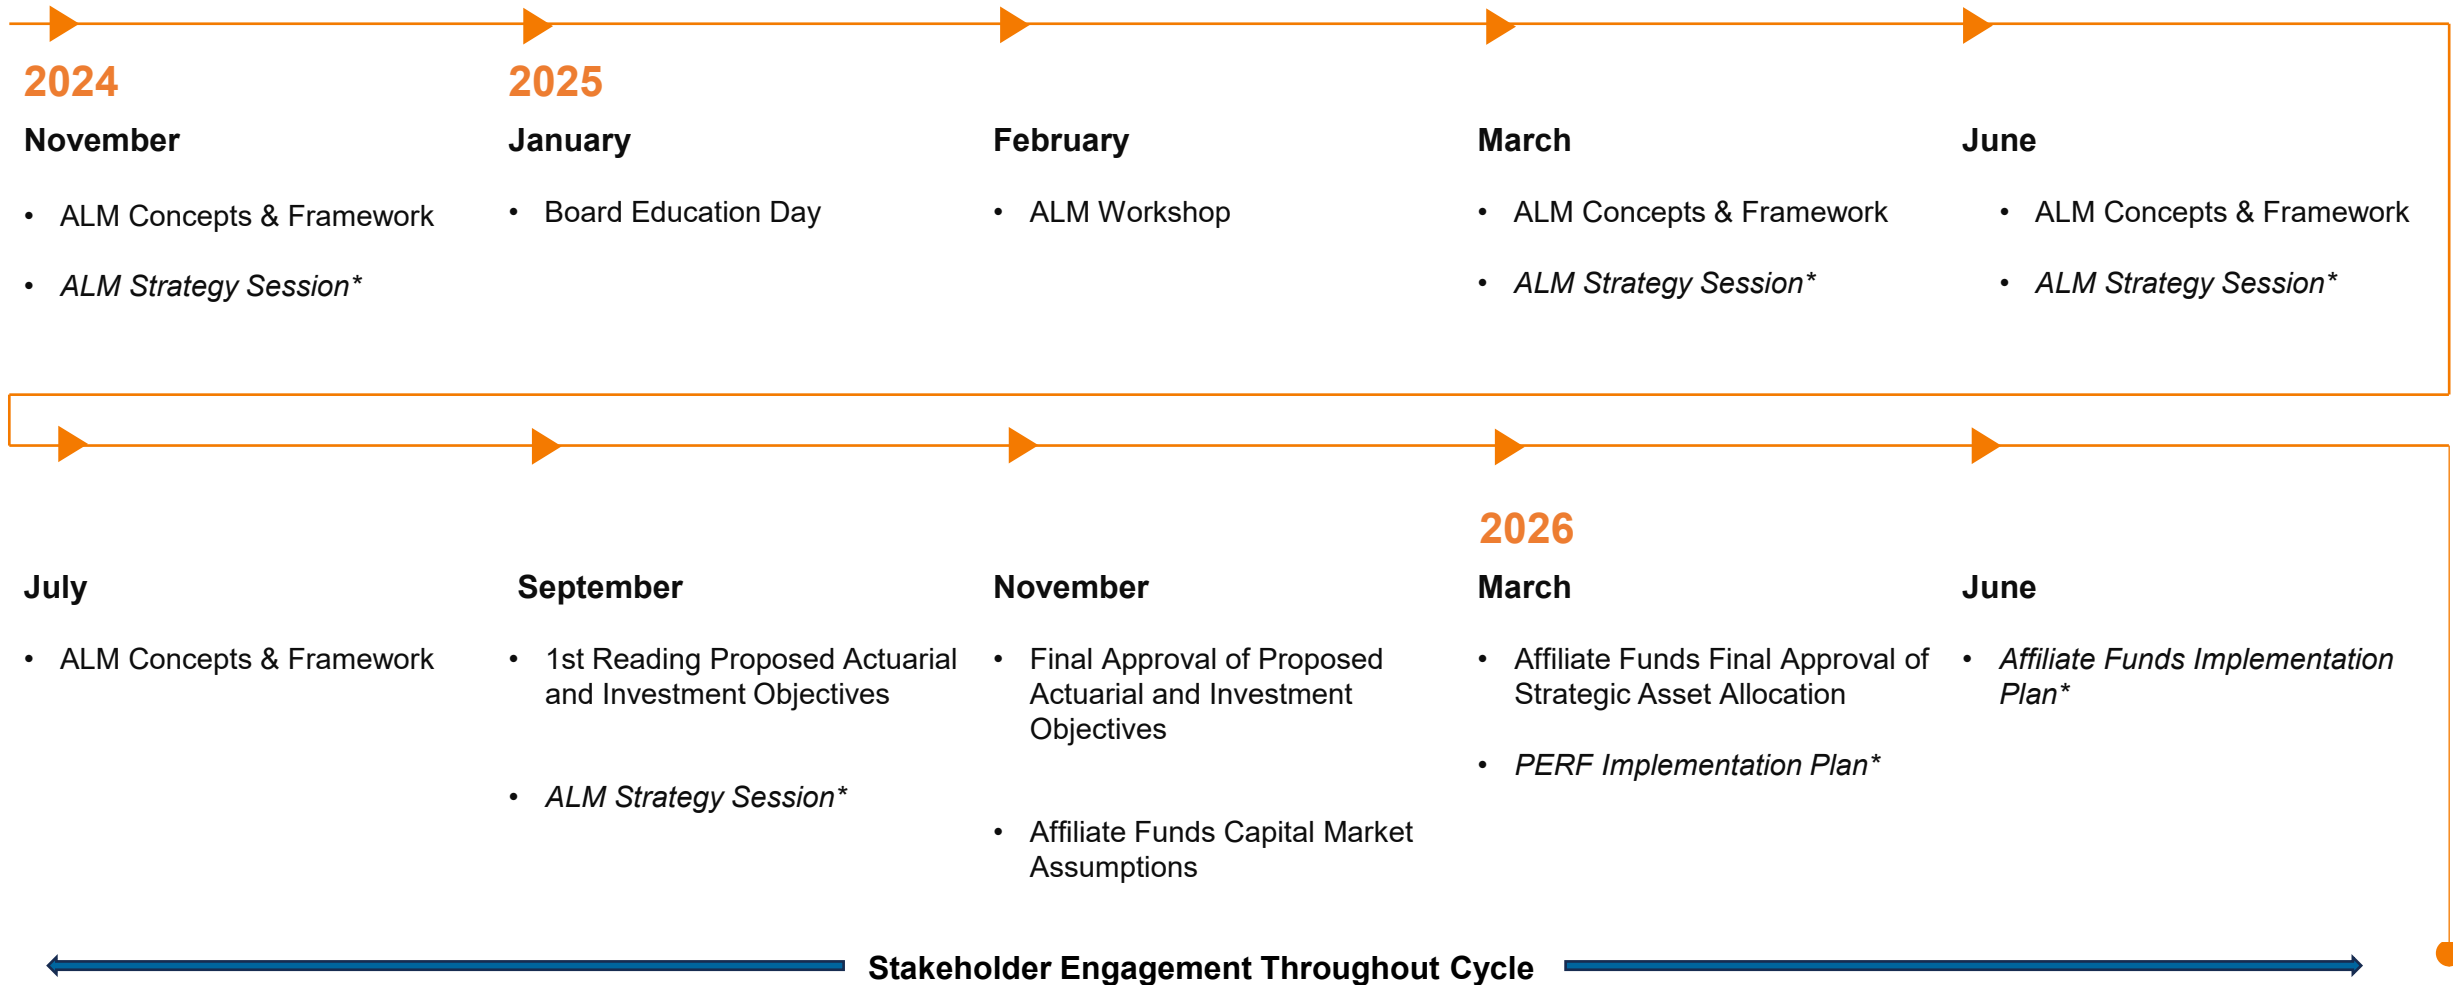 2024
November
• ALM Concepts & Framework
• ALM Strategy Session*
2025
January
• Board Education Day
February
• ALM Workshop
March
• ALM Concepts & Framework
• ALM Strategy Session*
June
• ALM Concepts & Framework
• ALM Strategy Session*
July
• ALM Concepts & Framework
September
• 1st Reading Proposed Actuarial
and Investment Objectives
• ALM Strategy Session*
November
• Final Approval of Proposed
Actuarial and Investment
Objectives
• Affiliate Funds Capital Market
Assumptions
2026
March
• Affiliate Funds Final Approval of
Strategic Asset Allocation
• PERF Implementation Plan*
June
• Affiliate Funds Implementation
Plan*
Stakeholder Engagement Throughout Cycle